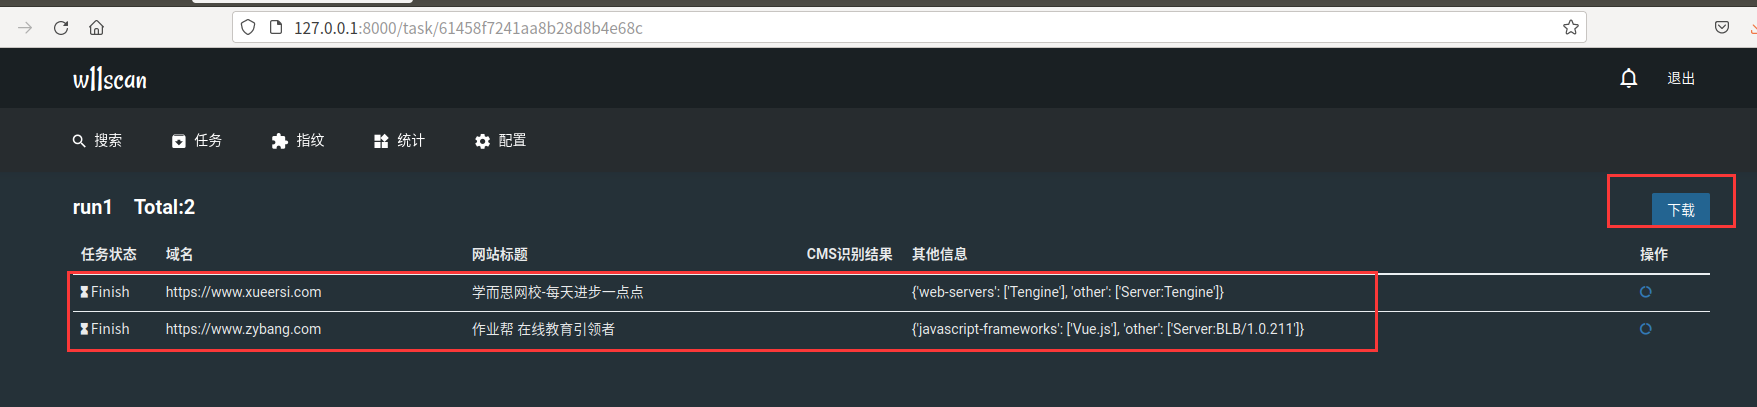 127.0.0.1:8000/task/61458f7241aa8b28d8b4e68c
w11scan 退出
搜索 任务 指纹 统计 配置
run1 Total:2 下载
任务状态 域名 网站标题 CMS识别结果 其他信息 操作
Finish https://www.xueersi.com 学而思网校-每天进步一点点 {'web-servers': ['Tengine'], 'other': ['Server:Tengine']}
Finish https://www.zybang.com 作业帮 在线教育引领者 {'javascript-frameworks': ['Vue.js'], 'other': ['Server:BLB/1.0.211']}